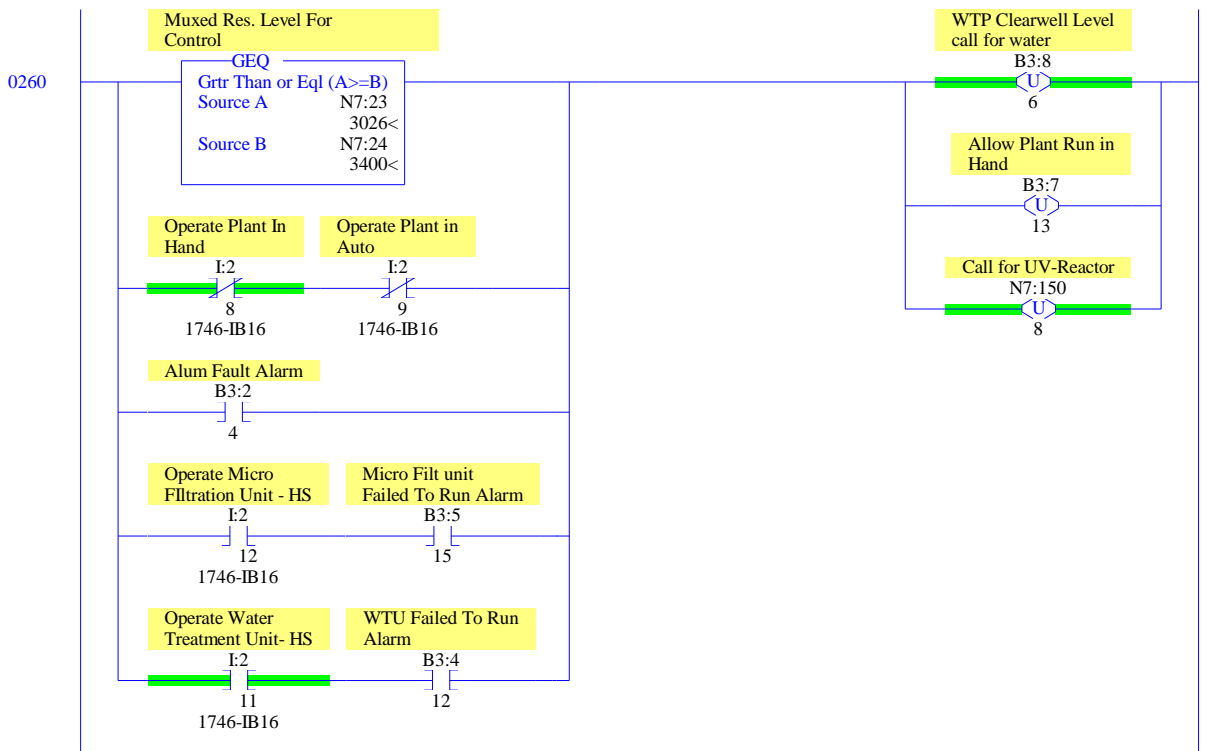 Muxed Res. Level For
Control
GEQ
Grtr Than or Eql (A>=B)
Source A N7:23
3026<
Source B N7:24
3400<
0260
WTP Clearwell Level
call for water
B3:8
U
6
Allow Plant Run in
Hand
B3:7
U
13
Call for UV-Reactor
N7:150
U
8
Operate Plant In
Hand
I:2
8
1746-IB16
Operate Plant in
Auto
I:2
9
1746-IB16
Alum Fault Alarm
B3:2
4
Operate Micro
FIltration Unit - HS
I:2
12
1746-IB16
Micro Filt unit
Failed To Run Alarm
B3:5
15
Operate Water
Treatment Unit- HS
I:2
11
1746-IB16
WTU Failed To Run
Alarm
B3:4
12